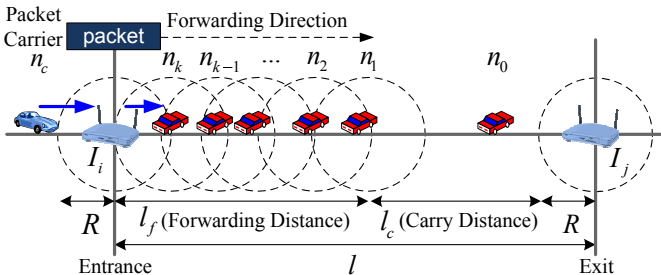 Packet
Carrier
packet
Forwarding Direction
n_c
n_k
n_{k-1}
...
n_2
n_1
n_0
I_i
I_j
R
l_f (Forwarding Distance)
l_c (Carry Distance)
R
Entrance
l
Exit